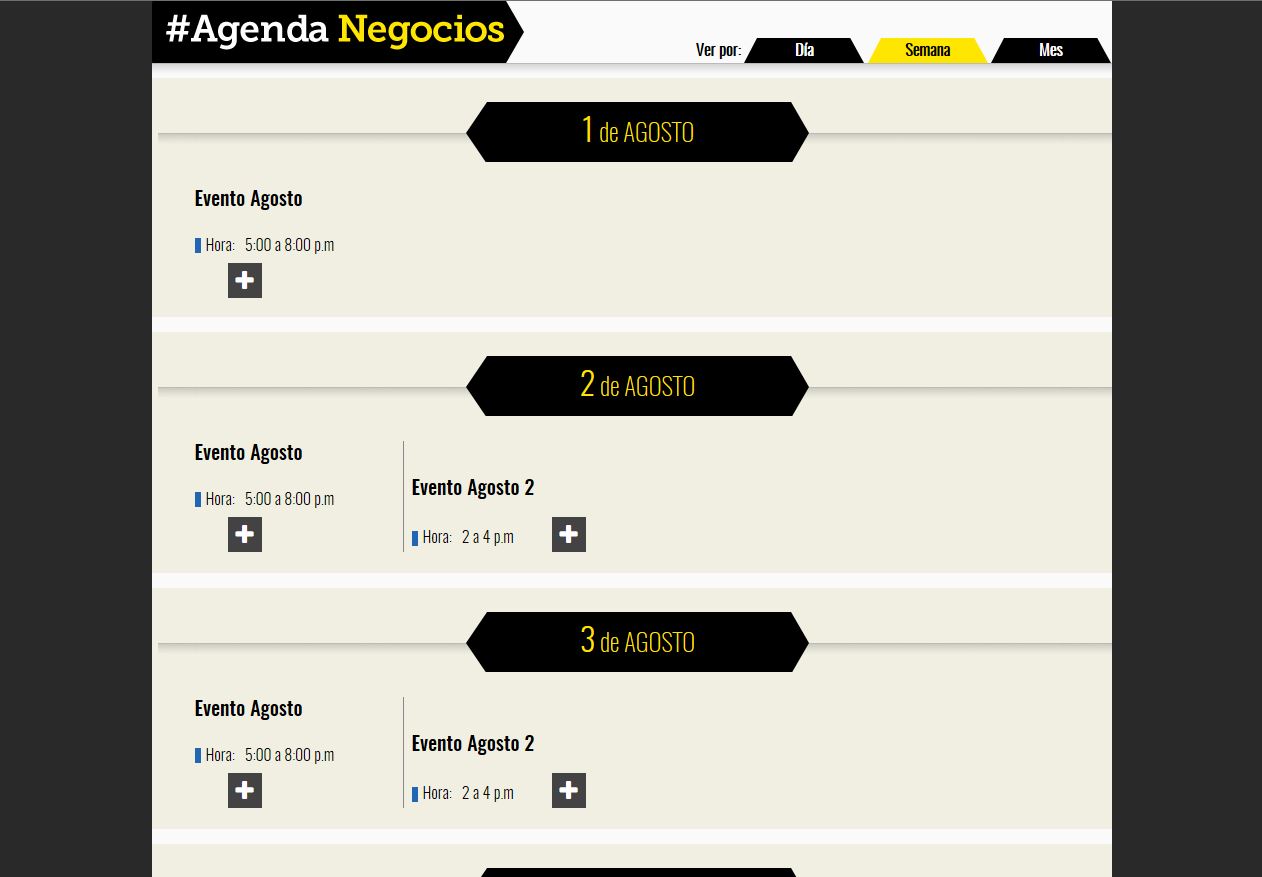 #Agenda Negocios
Ver por: Día Semana Mes
1 de AGOSTO
Evento Agosto
Hora: 5:00 a 8:00 p.m
2 de AGOSTO
Evento Agosto
Hora: 5:00 a 8:00 p.m
Evento Agosto 2
Hora: 2 a 4 p.m
3 de AGOSTO
Evento Agosto
Hora: 5:00 a 8:00 p.m
Evento Agosto 2
Hora: 2 a 4 p.m